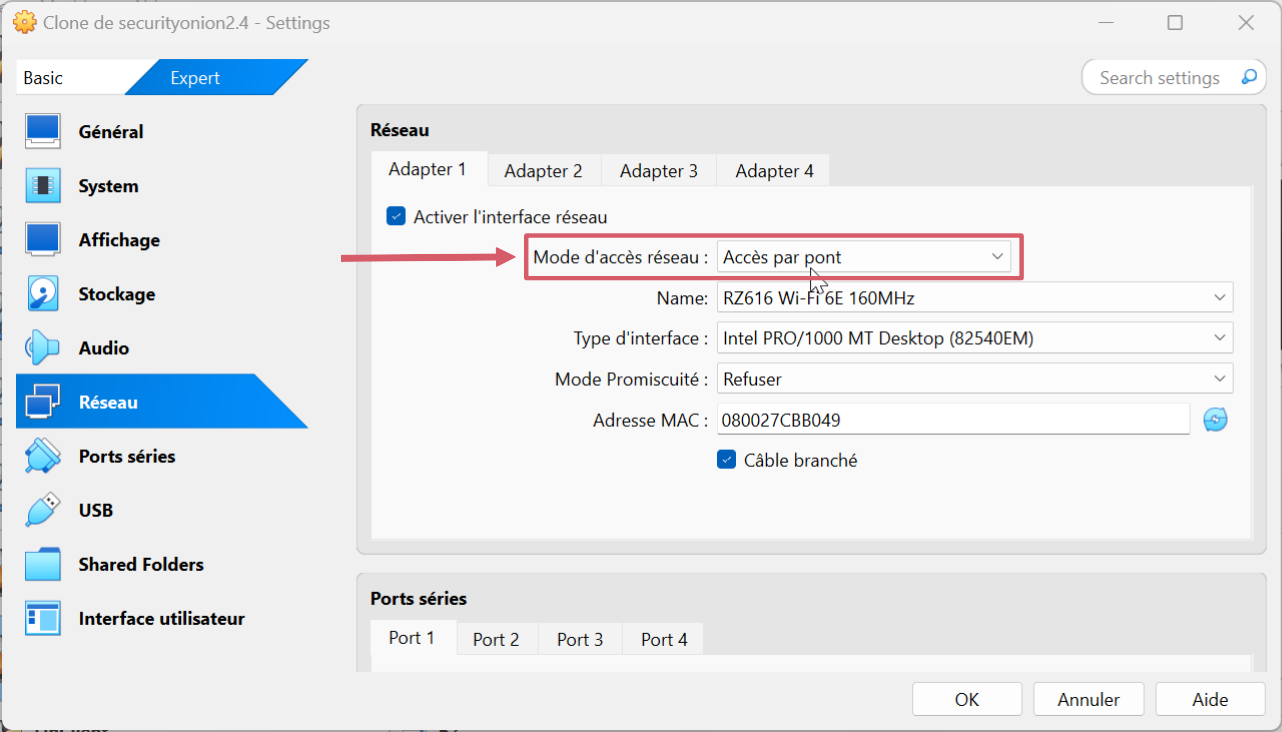 Clone de securityonion2.4 - Settings
Basic
Expert
Search settings
Général
System
Affichage
Stockage
Audio
Réseau
Ports séries
USB
Shared Folders
Interface utilisateur
Réseau
Adapter 1
Adapter 2
Adapter 3
Adapter 4
Activer l'interface réseau
Mode d'accès réseau : Accès par pont
Name: RZ616 Wi-Fi 6E 160MHz
Type d'interface : Intel PRO/1000 MT Desktop (82540EM)
Mode Promiscuité : Refuser
Adresse MAC : 080027CBB049
Câble branché
Ports séries
Port 1
Port 2
Port 3
Port 4
OK
Annuler
Aide